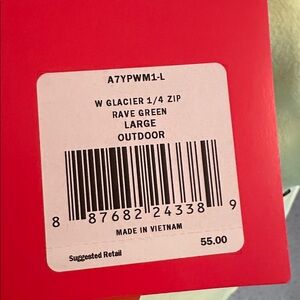 A7YPWM1-L
W GLACIER 1/4 ZIP
RAVE GREEN
LARGE
OUTDOOR
8 87682 24338 9
MADE IN VIETNAM
Suggested Retail 55.00